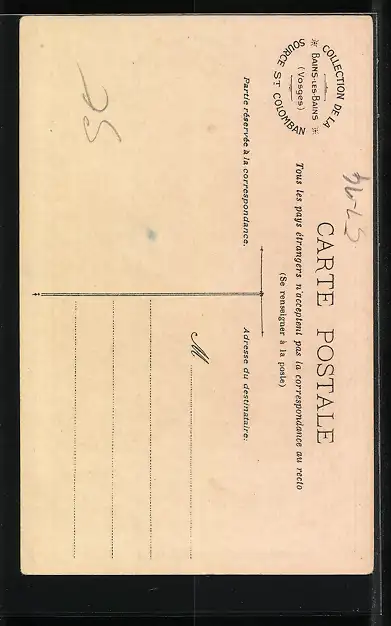 COLLECTION DE LA
SOURCE ST COLOMBAN
BAINS-LES-BAINS
(Vosges)
CARTE POSTALE
Tous les pays étrangers n'acceptent pas la correspondance au recto
(Se renseigner à la poste)
Partie réservée à la correspondance.
Adresse du destinataire.
M